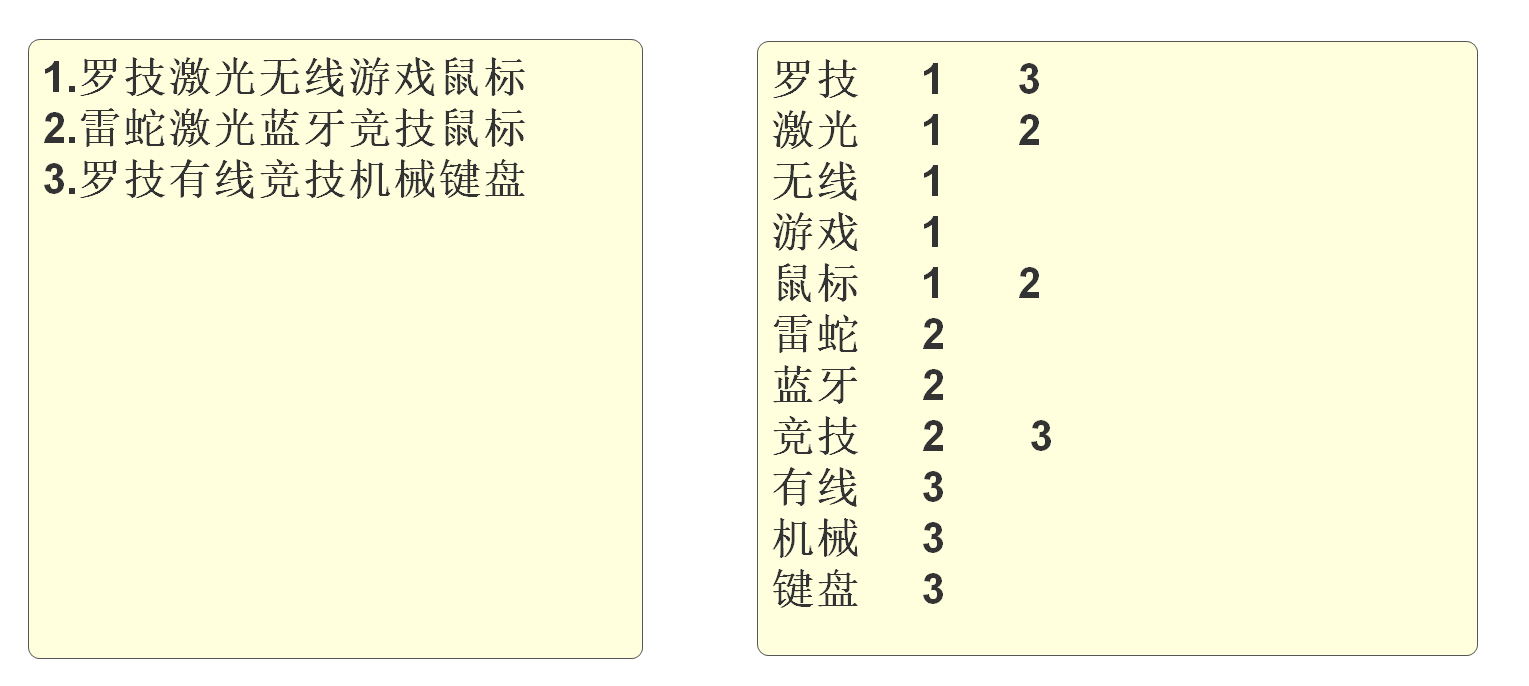 1.罗技激光无线游戏鼠标
2.雷蛇激光蓝牙竞技鼠标
3.罗技有线竞技机械键盘
罗技 1 3
激光 1 2
无线 1
游戏 1
鼠标 1 2
雷蛇 2
蓝牙 2
竞技 2 3
有线 3
机械 3
键盘 3